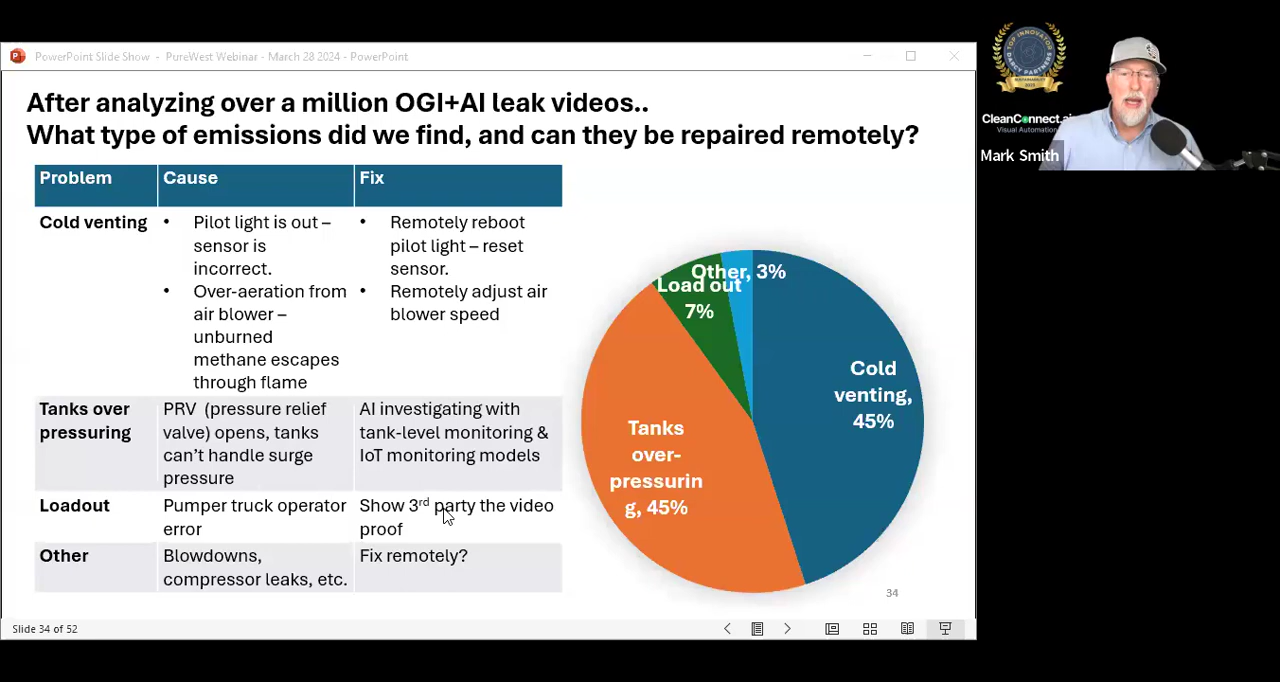 PowerPoint Slide Show - PureWest Webinar - March 28 2024 - PowerPoint
After analyzing over a million OGI+AI leak videos..
What type of emissions did we find, and can they be repaired remotely?
Problem
Cause
Fix
Cold venting
• Pilot light is out –
sensor is
incorrect.
• Over-aeration from
air blower –
unburned
methane escapes
through flame
• Remotely reboot
pilot light – reset
sensor.
• Remotely adjust air
blower speed
Tanks over
pressuring
PRV (pressure relief
valve) opens, tanks
can't handle surge
pressure
AI investigating with
tank-level monitoring &
IoT monitoring models
Loadout
Pumper truck operator
error
Show 3rd party the video
proof
Other
Blowdowns,
compressor leaks, etc.
Fix remotely?
Other, 3%
Load out
7%
Cold
venting,
45%
Tanks
over-
pressurin
g, 45%
34
Slide 34 of 52
TOP INNOVATOR
DARCY PARTNERS
CleanConnect.ai
Visual Automation
Mark Smith